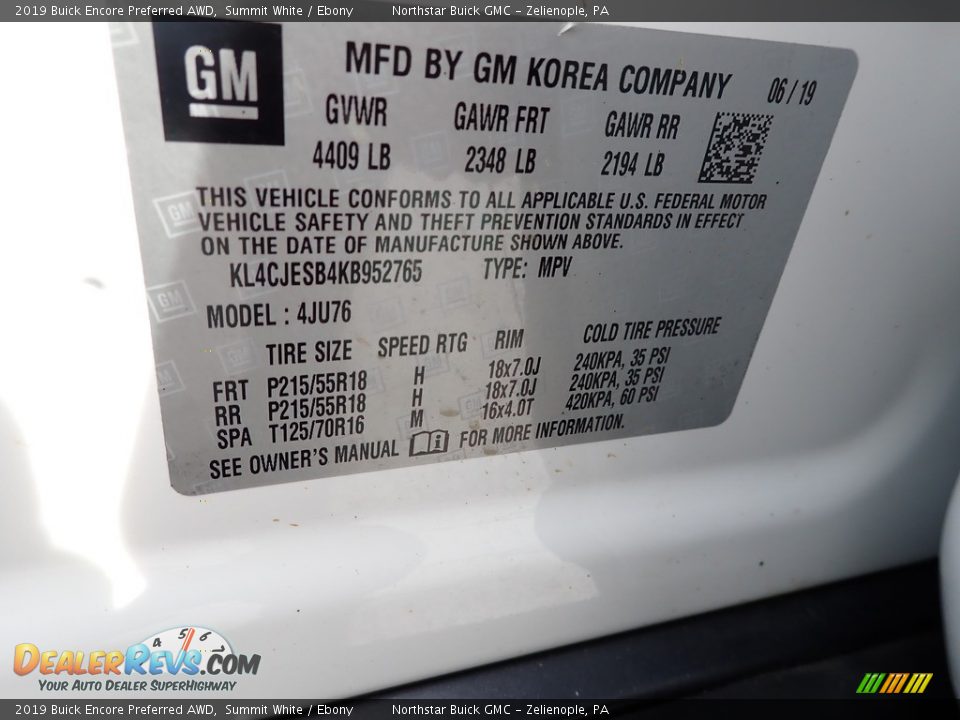 2019 Buick Encore Preferred AWD, Summit White / Ebony Northstar Buick GMC - Zelienople, PA
GM
MFD BY GM KOREA COMPANY 06 / 19
GVWR GAWR FRT GAWR RR
4409 LB 2348 LB 2194 LB
THIS VEHICLE CONFORMS TO ALL APPLICABLE U.S. FEDERAL MOTOR
VEHICLE SAFETY AND THEFT PREVENTION STANDARDS IN EFFECT
ON THE DATE OF MANUFACTURE SHOWN ABOVE.
KL4CJESB4KB952765 TYPE: MPV
MODEL : 4JU76
TIRE SIZE SPEED RTG RIM COLD TIRE PRESSURE
FRT P215/55R18 H 18x7.0J 240KPA, 35 PSI
RR P215/55R18 H 18x7.0J 240KPA, 35 PSI
SPA T125/70R16 M 16x4.0T 420KPA, 60 PSI
SEE OWNER'S MANUAL FOR MORE INFORMATION.
4 5 6 7
DEALERREVS.COM
YOUR AUTO DEALER SUPERHIGHWAY
2019 Buick Encore Preferred AWD, Summit White / Ebony Northstar Buick GMC - Zelienople, PA